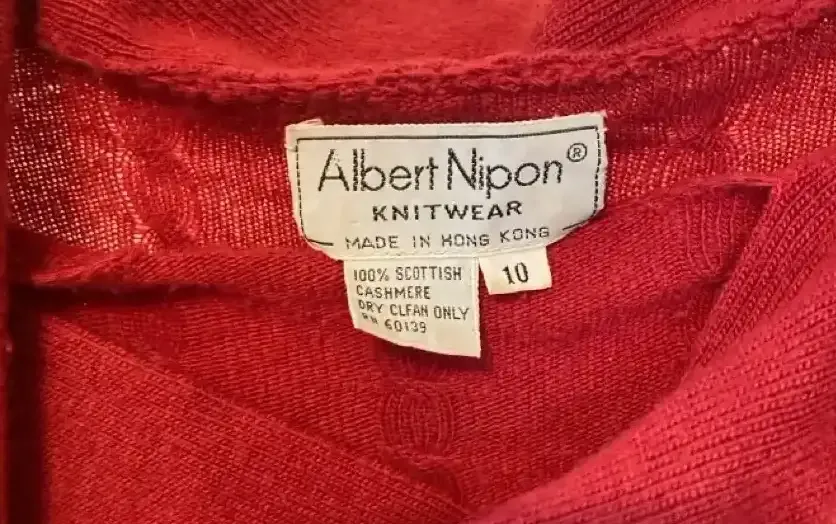 Albert Nipon®
KNITWEAR
MADE IN HONG KONG
100% SCOTTISH
CASHMERE
DRY CLEAN ONLY
RN 60139
10